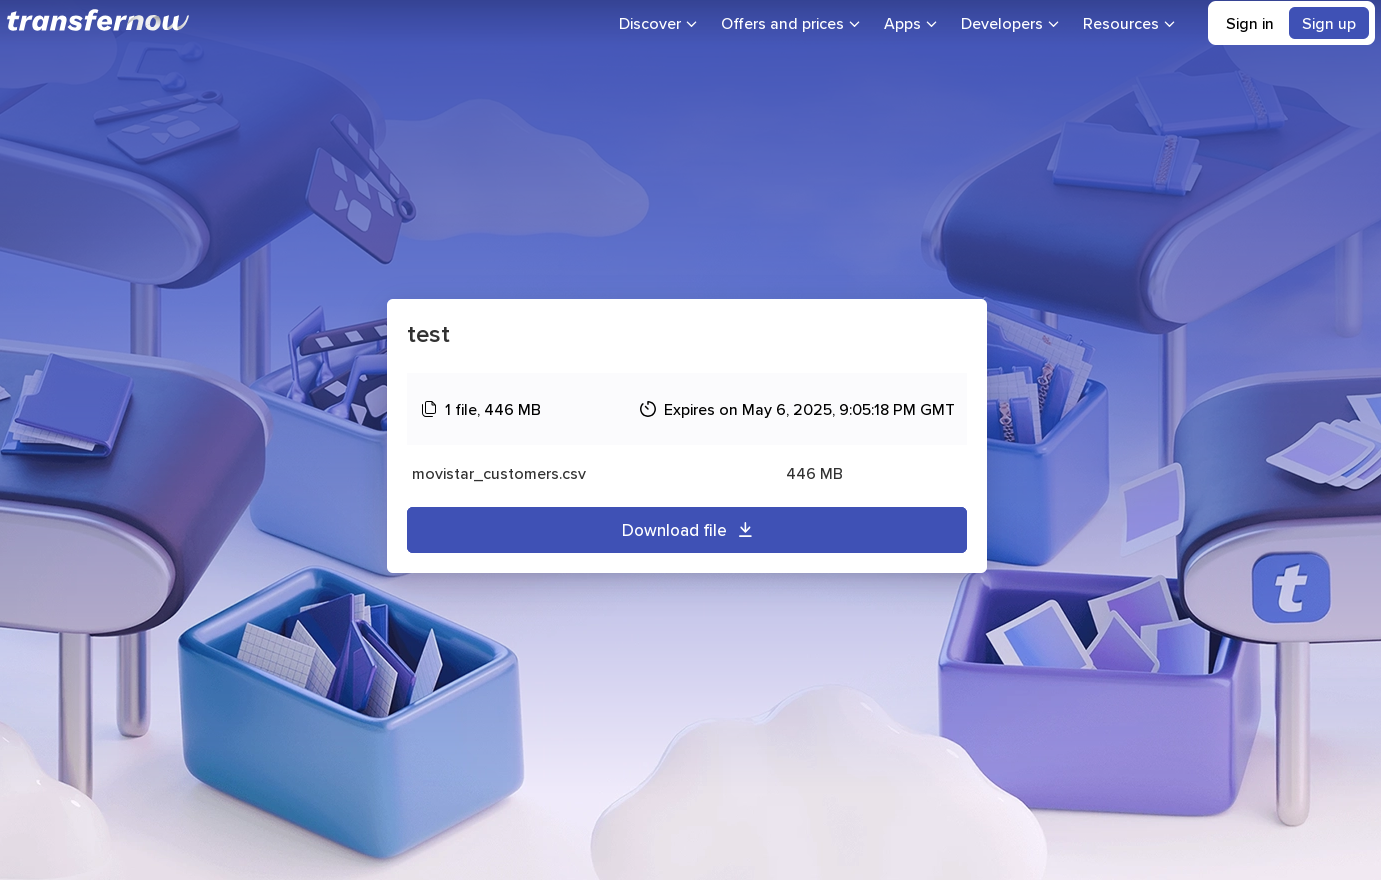 transfernow
Discover
Offers and prices
Apps
Developers
Resources
Sign in
Sign up
test
1 file, 446 MB
Expires on May 6, 2025, 9:05:18 PM GMT
movistar_customers.csv
446 MB
Download file
t